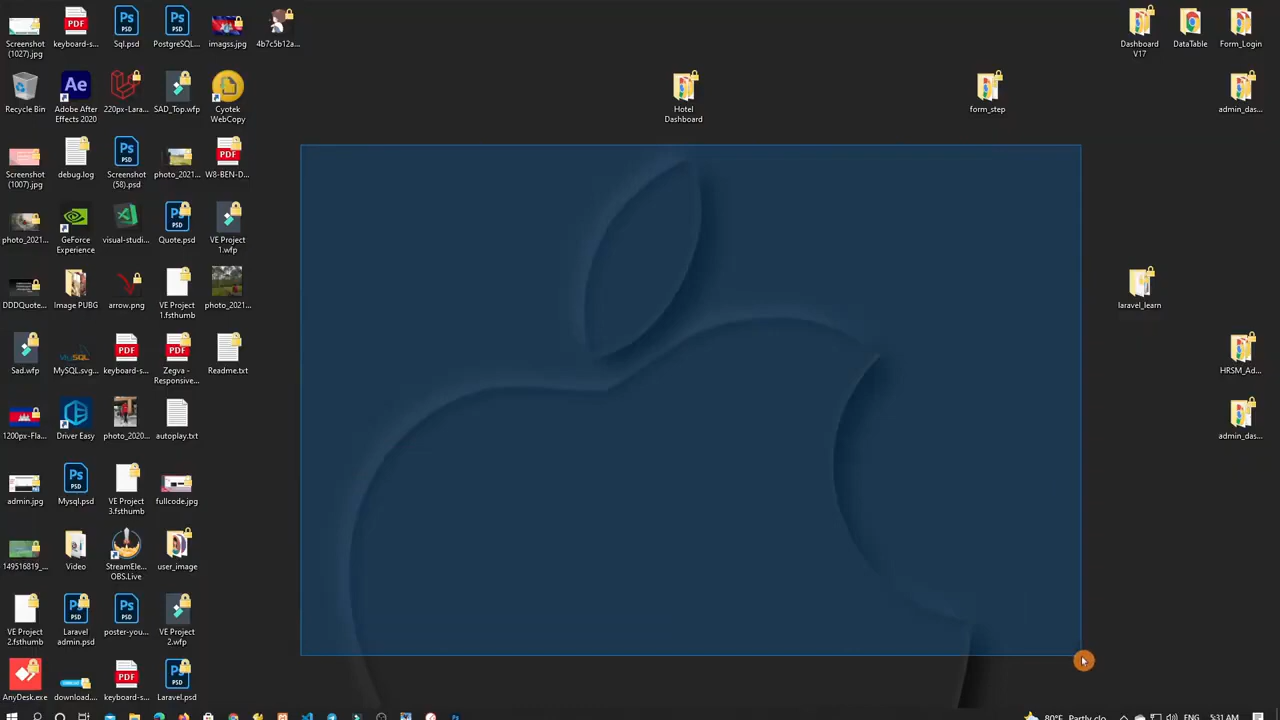 Screenshot
(1027).jpg
keyboard-s...
Sql.psd
PostgreSQL...
imagss.jpg
4b7c5b12a...
Dashboard
V17
DataTable
Form_Login
Recycle Bin
Adobe After
Effects 2020
220px-Lara...
SAD_Top.wfp
Cyotek
WebCopy
Hotel
Dashboard
form_step
admin_das...
Screenshot
(1007).jpg
debug.log
Screenshot
(58).psd
photo_2021...
W8-BEN-D...
photo_2021...
GeForce
Experience
visual-studi...
Quote.psd
VE Project
1.wfp
DDDQuote...
Image PUBG
arrow.png
VE Project
1.fsthumb
photo_2021...
laravel_learn
Sad.wfp
MySQL.svg...
keyboard-s...
Zegva -
Responsive...
Readme.txt
HRSM_Ad...
1200px-Fla...
Driver Easy
photo_2020...
autoplay.txt
admin_das...
admin.jpg
Mysql.psd
VE Project
3.fsthumb
fullcode.jpg
149516819_...
Video
StreamEle...
OBS.Live
user_image
VE Project
2.fsthumb
Laravel
admin.psd
poster-you...
VE Project
2.wfp
AnyDesk.exe
download....
keyboard-s...
Laravel.psd
80°F Partly clo... ENG 5:31 AM